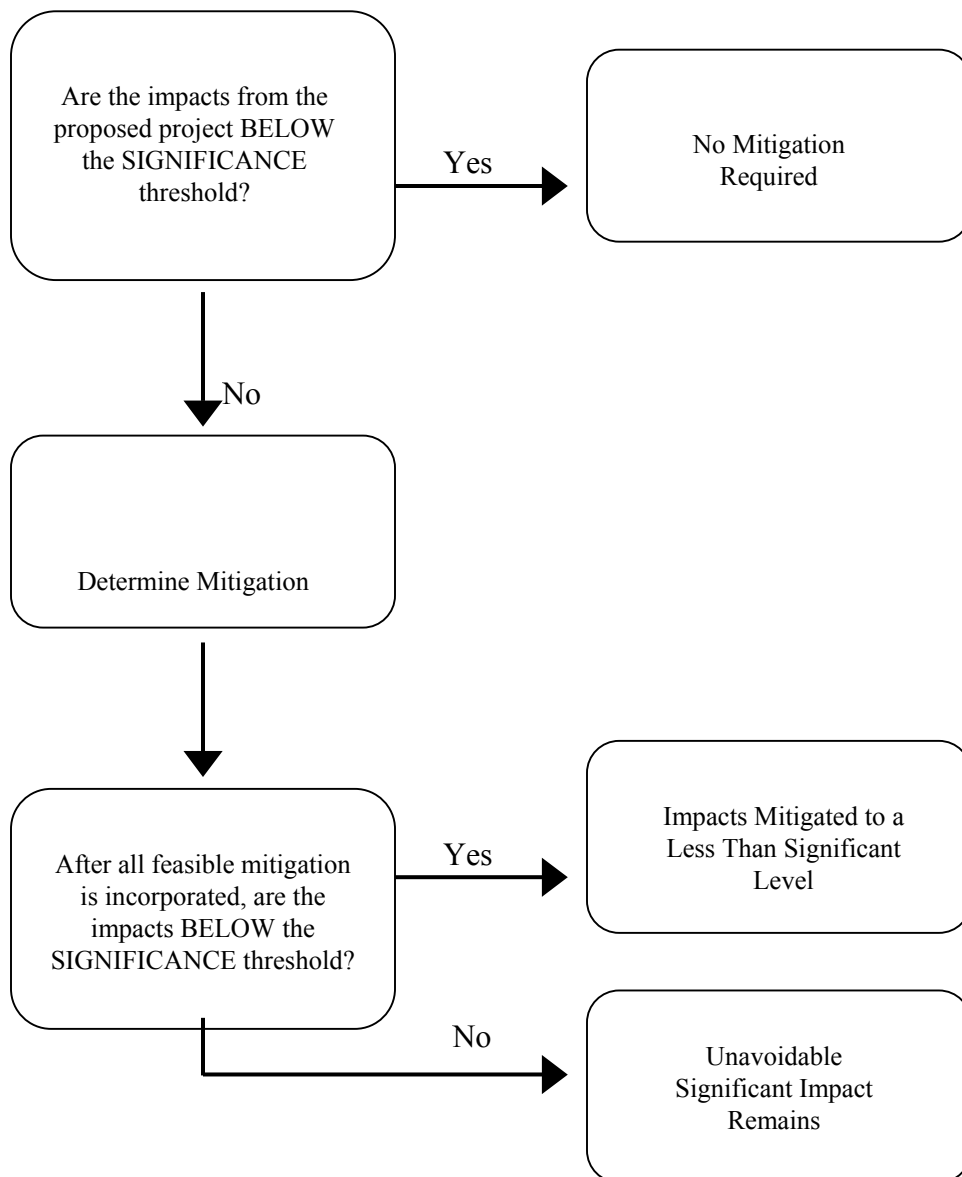 Are the impacts from the
proposed project BELOW
the SIGNIFICANCE
threshold?
Yes
No Mitigation
Required
No
Determine Mitigation
After all feasible mitigation
is incorporated, are the
impacts BELOW the
SIGNIFICANCE threshold?
Yes
Impacts Mitigated to a
Less Than Significant
Level
No
Unavoidable
Significant Impact
Remains